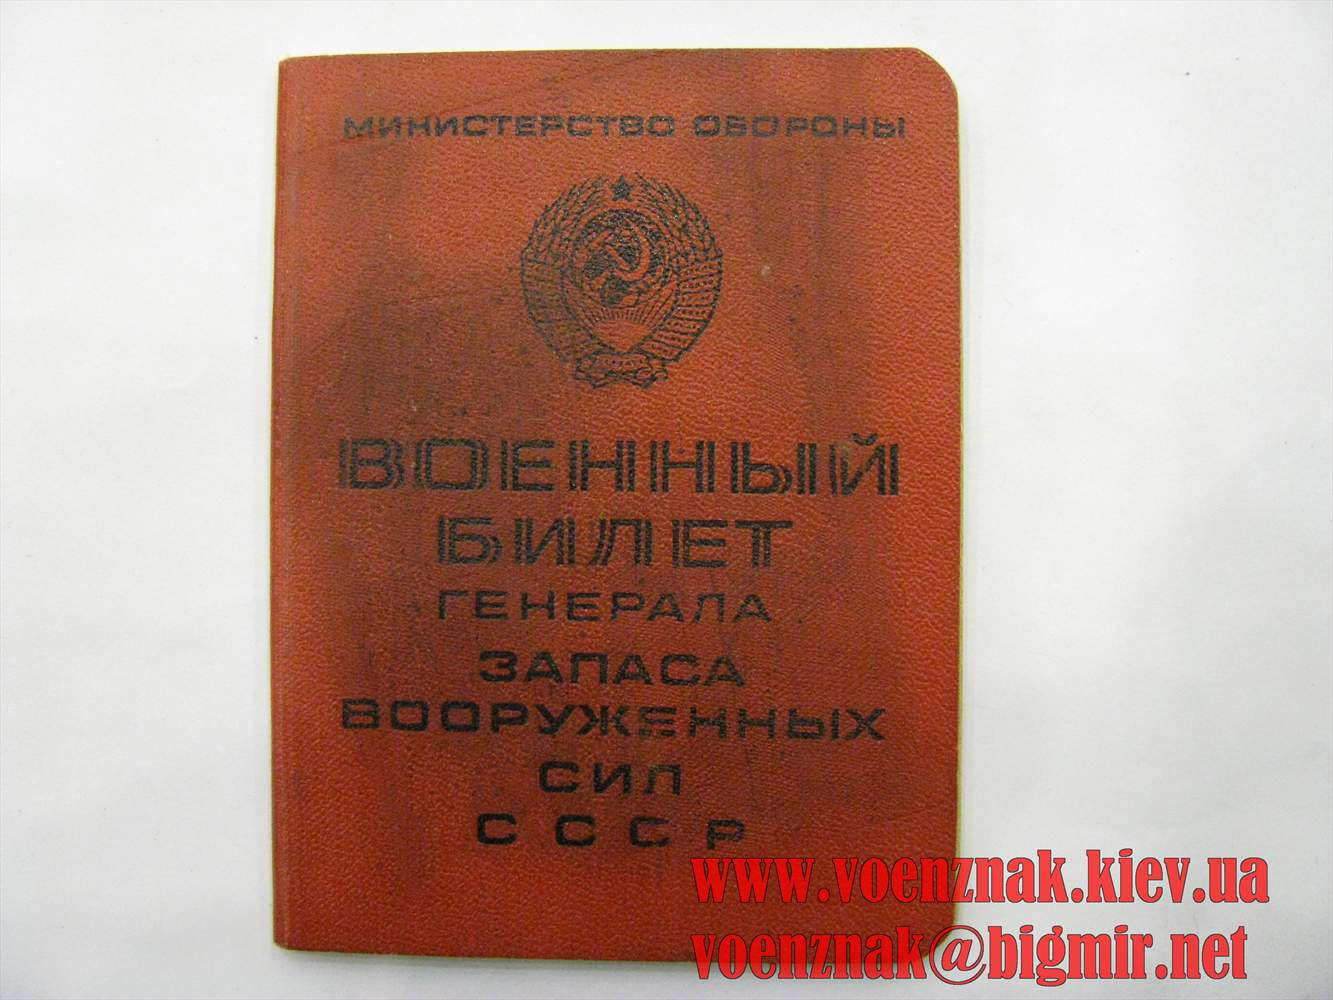 МИНИСТЕРСТВО ОБОРОНЫ
ВОЕННЫЙ
БИЛЕТ
ГЕНЕРАЛА
ЗАПАСА
ВООРУЖЕННЫХ
СИЛ
СССР
www.voenznak.kiev.ua
voenznak@bigmir.net